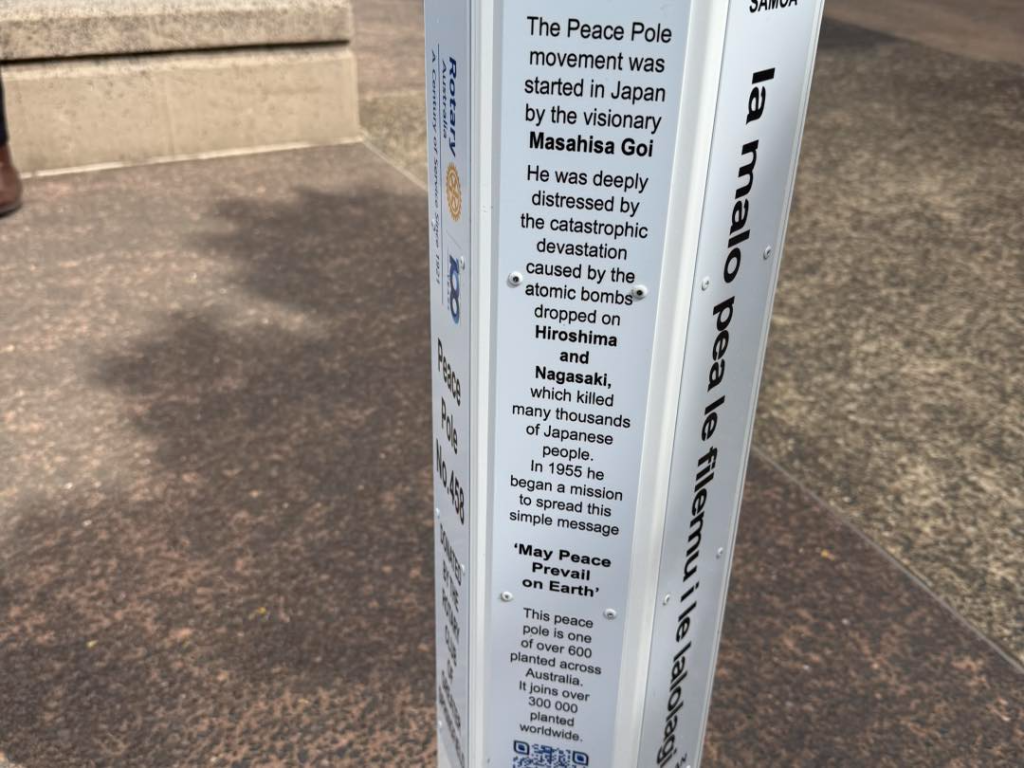 Rotary
Australia
A Century of Service Since 1921
100
Peace Pole No.458
The Peace Pole
movement was
started in Japan
by the visionary
Masahisa Goi
He was deeply
distressed by
the catastrophic
devastation
caused by the
atomic bombs
dropped on
Hiroshima
and
Nagasaki,
which killed
many thousands
of Japanese
people.
In 1955 he
began a mission
to spread this
simple message
'May Peace
Prevail
on Earth'
This peace
pole is one
of over 600
planted across
Australia.
It joins over
300 000
planted
worldwide.
SAMOA
Ia malo pea le filemu i le lalolagi